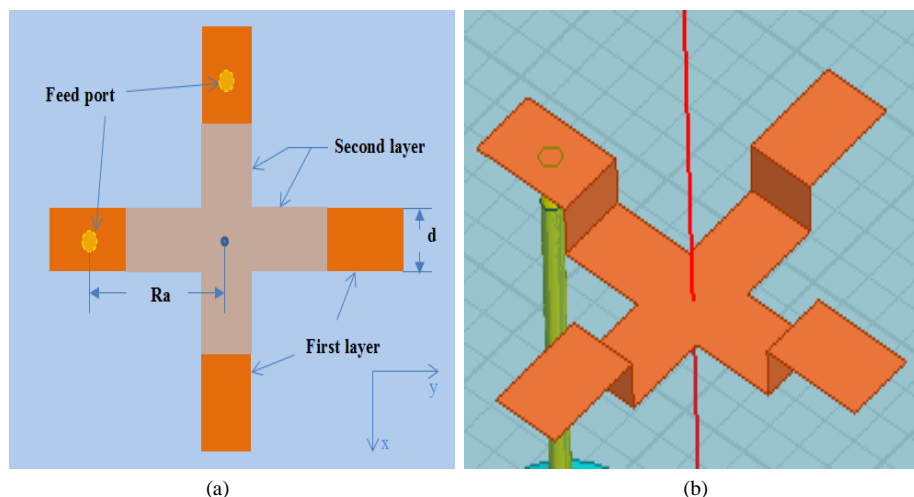 Feed port
Second layer
d
Ra
First layer
y
x
(a)
(b)